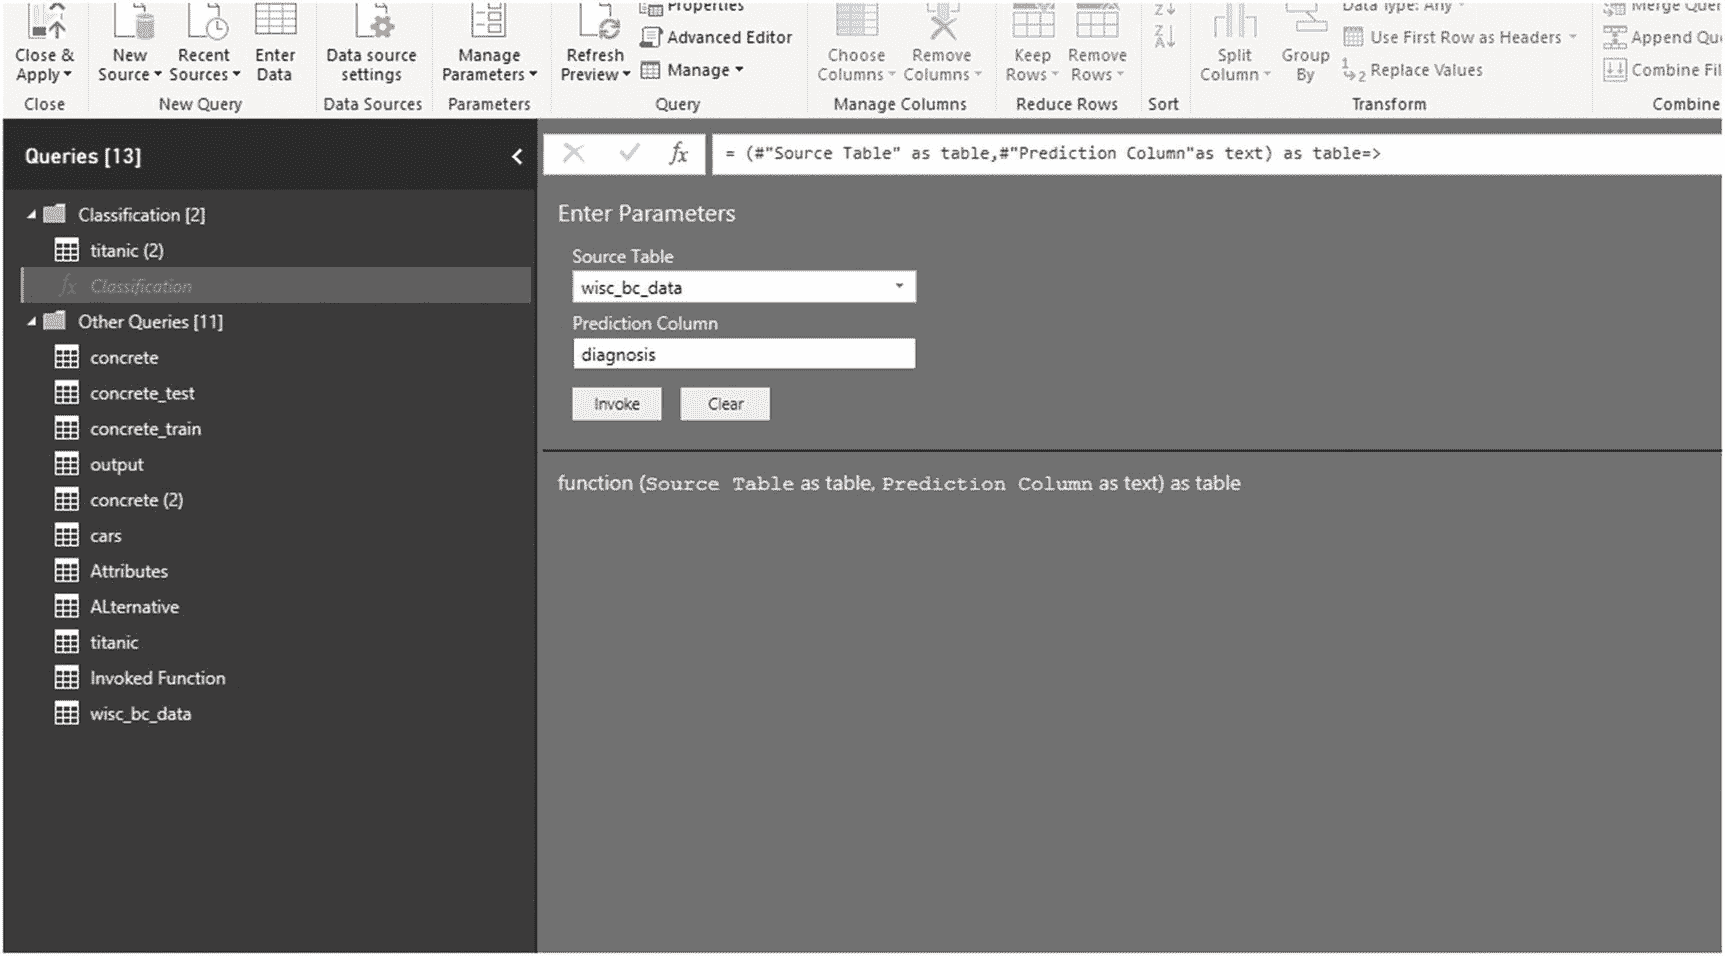 Properties
Data Type: Any
Merge Quer
Close &
Apply
New
Source
Recent
Sources
Enter
Data
Data source
settings
Manage
Parameters
Refresh
Preview
Advanced Editor
Manage
Choose
Columns
Remove
Columns
Keep
Rows
Remove
Rows
Split
Column
Group
By
Use First Row as Headers
Replace Values
Append Qu
Combine Fil
Close
New Query
Data Sources
Parameters
Query
Manage Columns
Reduce Rows
Sort
Transform
Combine
Queries [13]
fx
= (#"Source Table" as table,#"Prediction Column"as text) as table=>
Classification [2]
titanic (2)
fx Classification
Other Queries [11]
concrete
concrete_test
concrete_train
output
concrete (2)
cars
Attributes
ALternative
titanic
Invoked Function
wisc_bc_data
Enter Parameters
Source Table
wisc_bc_data
Prediction Column
diagnosis
Invoke
Clear
function (Source Table as table, Prediction Column as text) as table